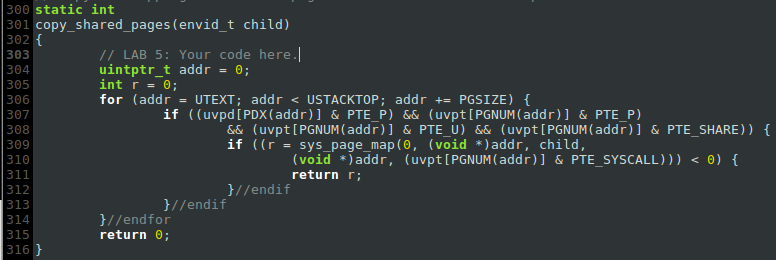 300 static int
301 copy_shared_pages(envid_t child)
302 {
303         // LAB 5: Your code here.
304         uintptr_t addr = 0;
305         int r = 0;
306         for (addr = UTEXT; addr < USTACKTOP; addr += PGSIZE) {
307                 if ((uvpd[PDX(addr)] & PTE_P) && (uvpt[PGNUM(addr)] & PTE_P)
308                         && (uvpt[PGNUM(addr)] & PTE_U) && (uvpt[PGNUM(addr)] & PTE_SHARE)) {
309                         if ((r = sys_page_map(0, (void *)addr, child,
310                                 (void *)addr, (uvpt[PGNUM(addr)] & PTE_SYSCALL))) < 0) {
311                                 return r;
312                         }//endif
313                 }//endif
314         }//endfor
315         return 0;
316 }